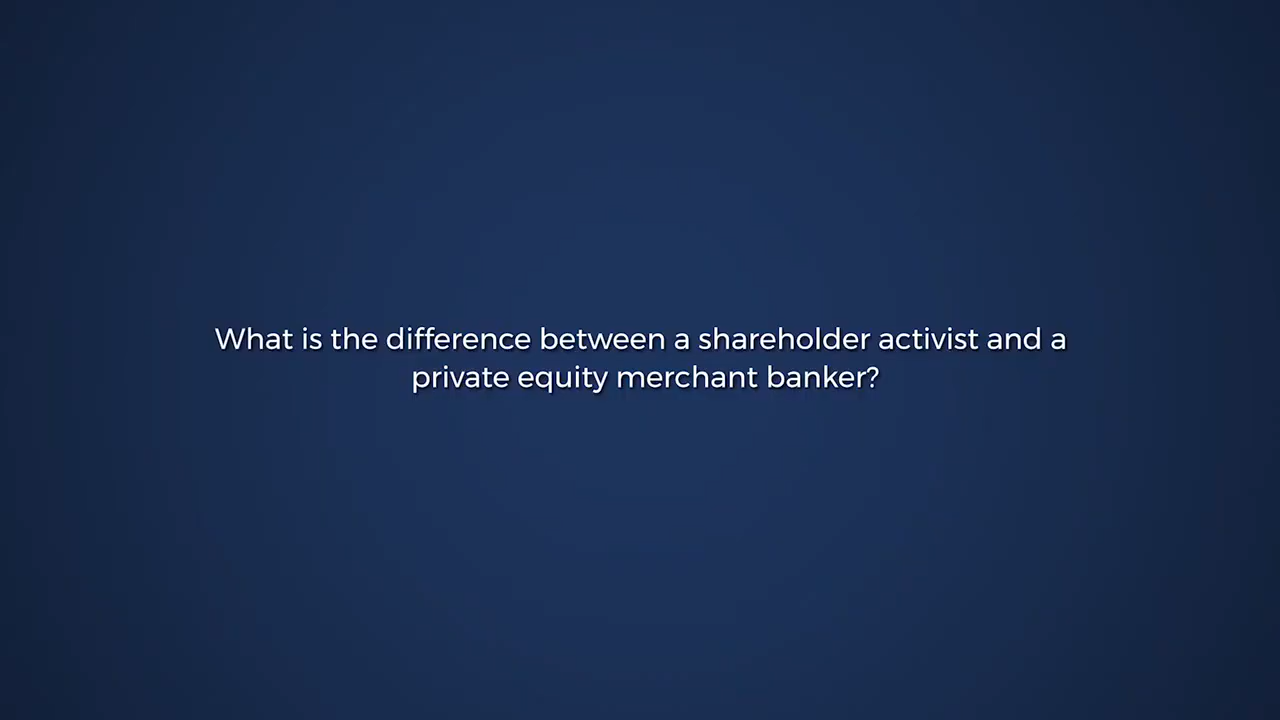 What is the difference between a shareholder activist and a
private equity merchant banker?